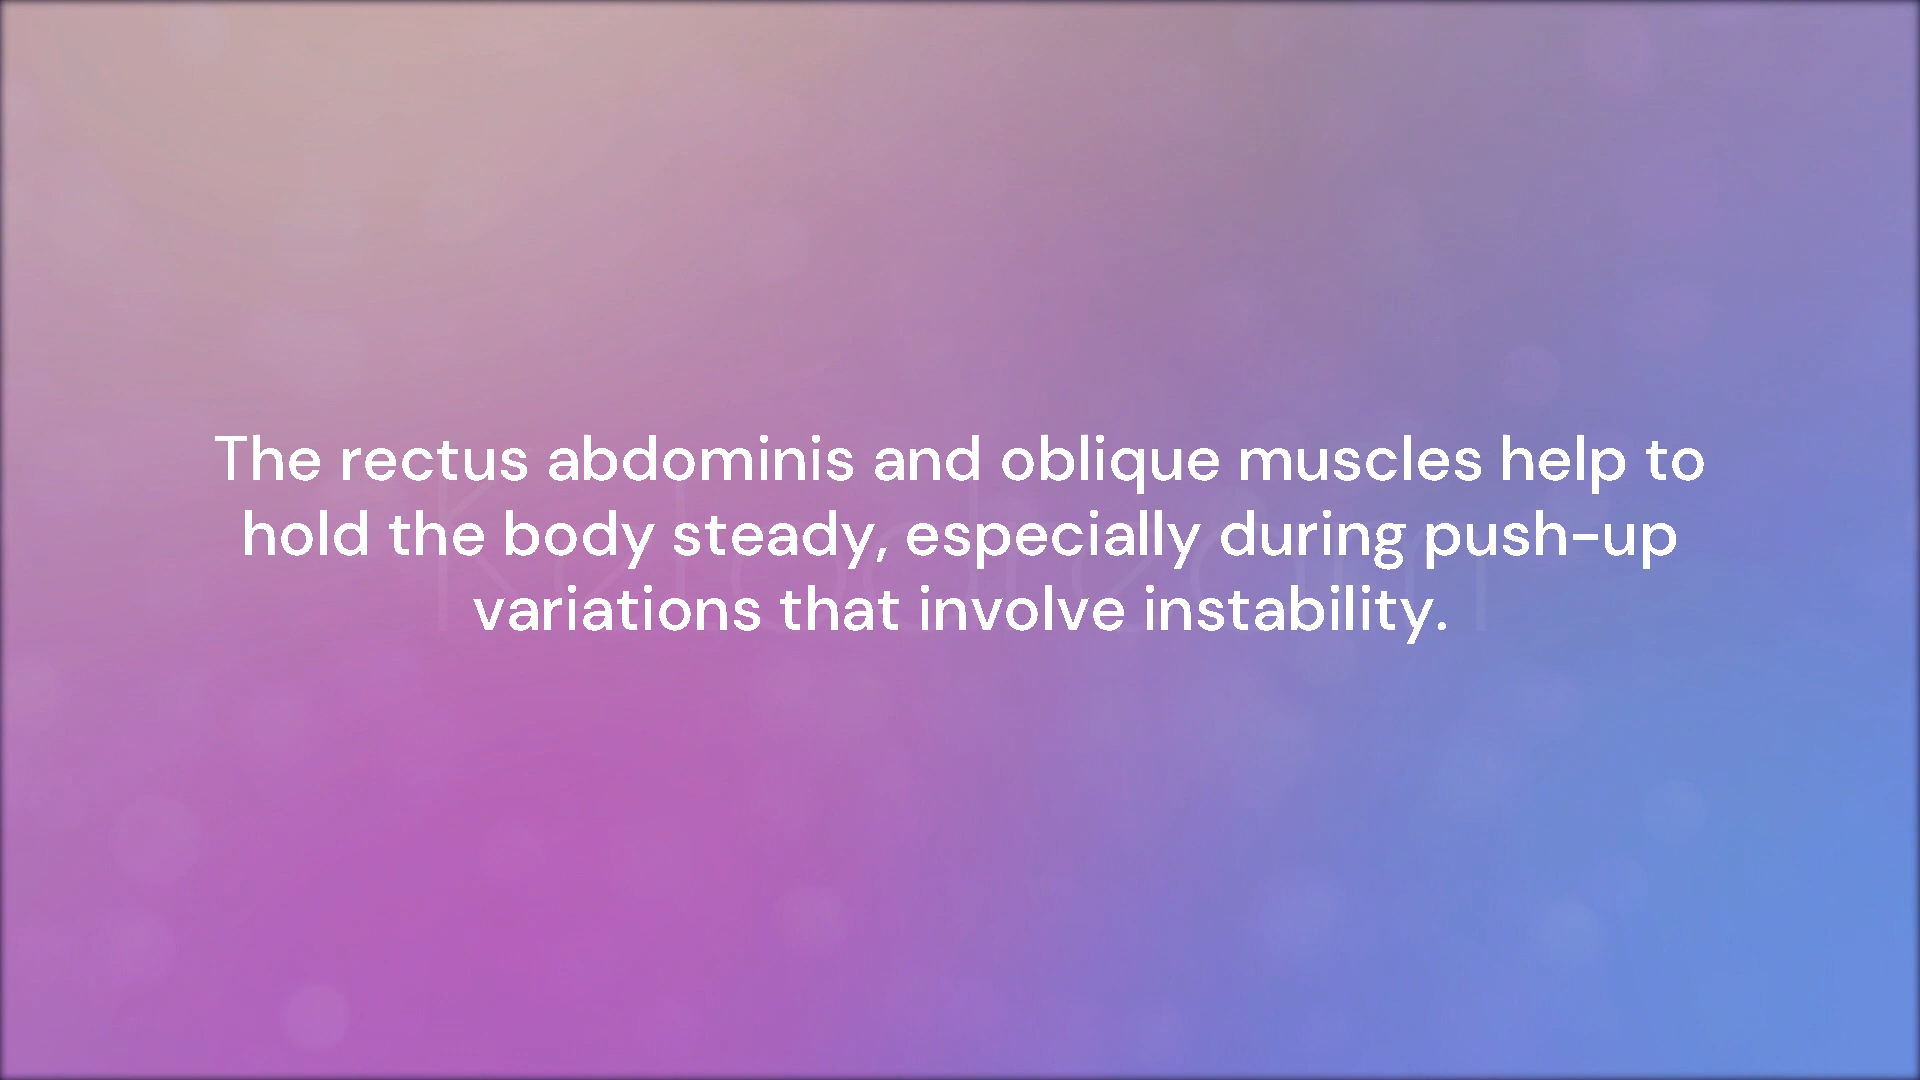 The rectus abdominis and oblique muscles help to
hold the body steady, especially during push-up
variations that involve instability.